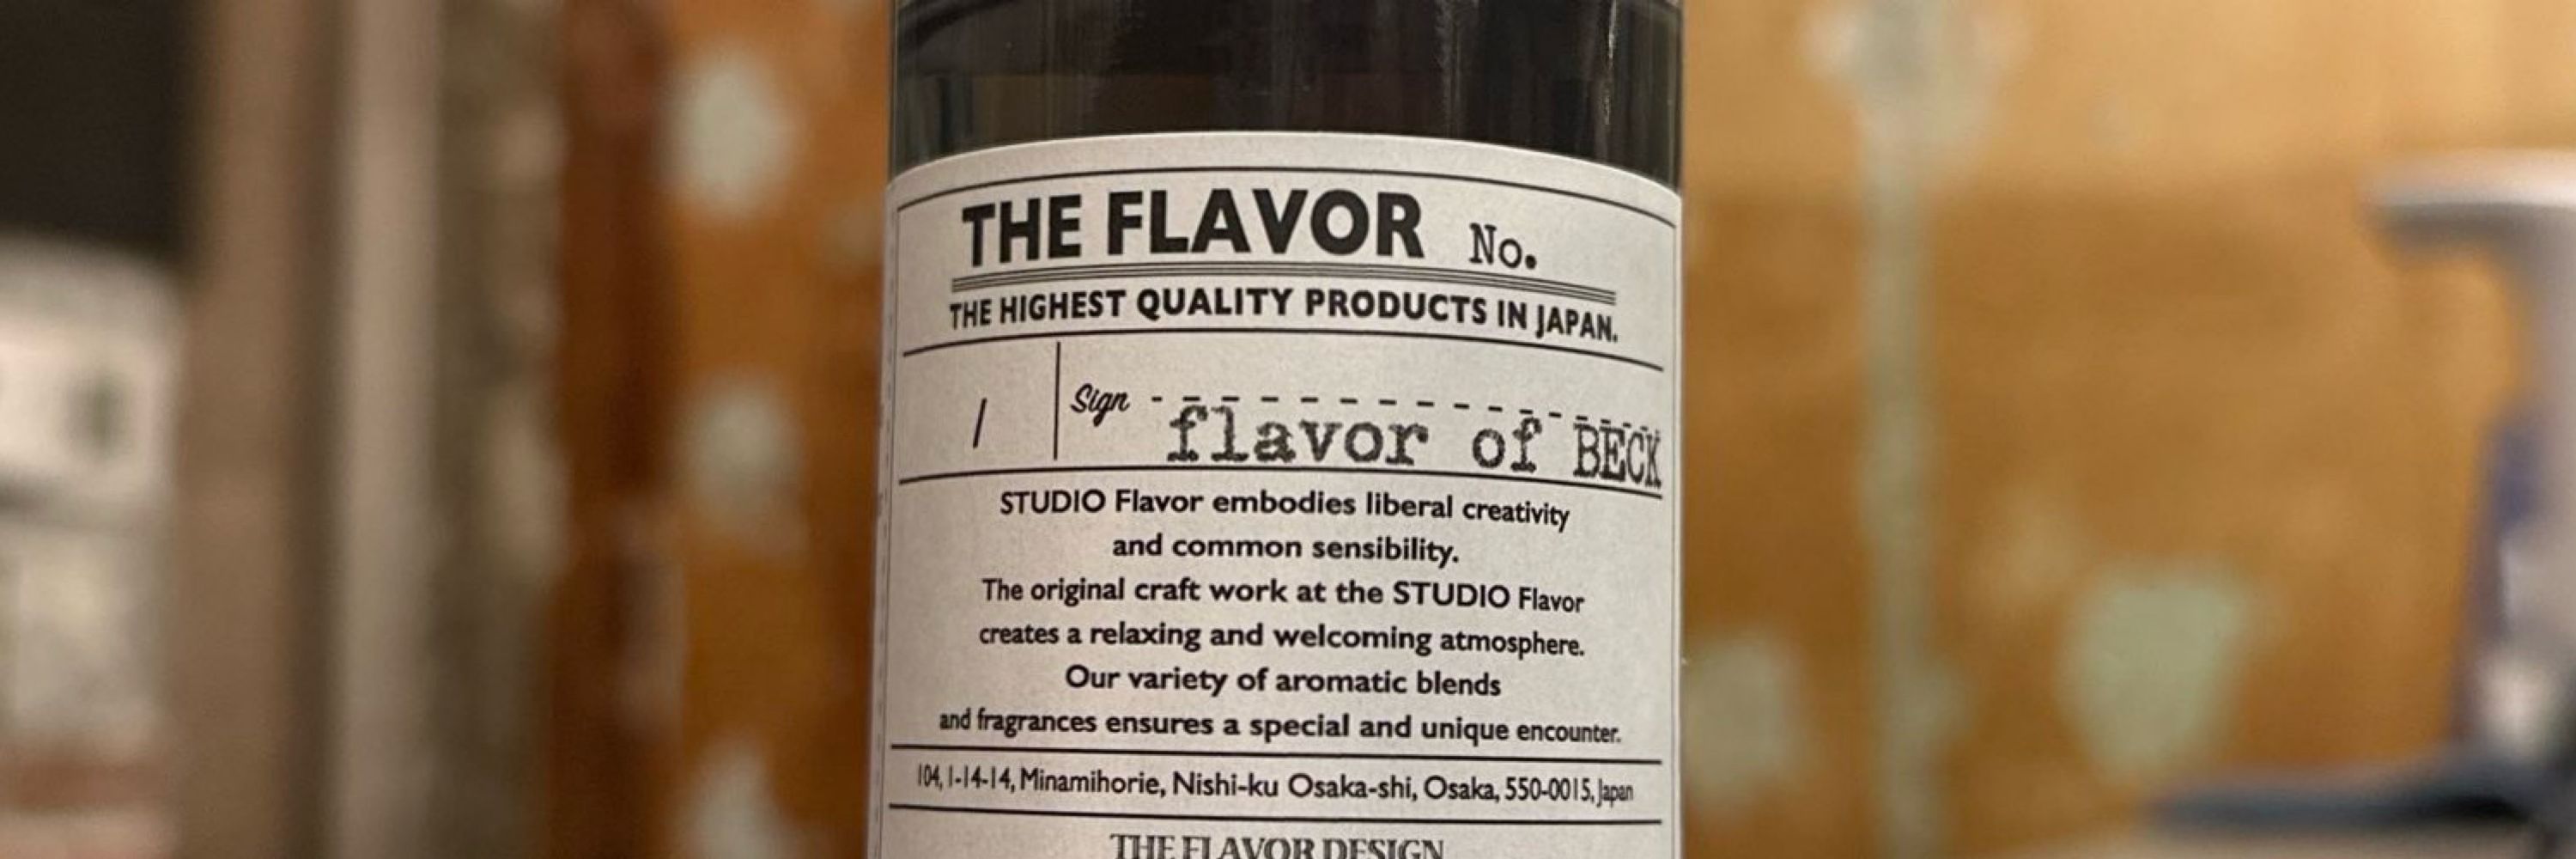 THE FLAVOR No.
THE HIGHEST QUALITY PRODUCTS IN JAPAN.
/ Sign flavor of BECK
STUDIO Flavor embodies liberal creativity
and common sensibility.
The original craft work at the STUDIO Flavor
creates a relaxing and welcoming atmosphere.
Our variety of aromatic blends
and fragrances ensures a special and unique encounter.
104, 1-14-14, Minamihorie, Nishi-ku Osaka-shi, Osaka, 550-0015, Japan
THE FLAVOR DESIGN